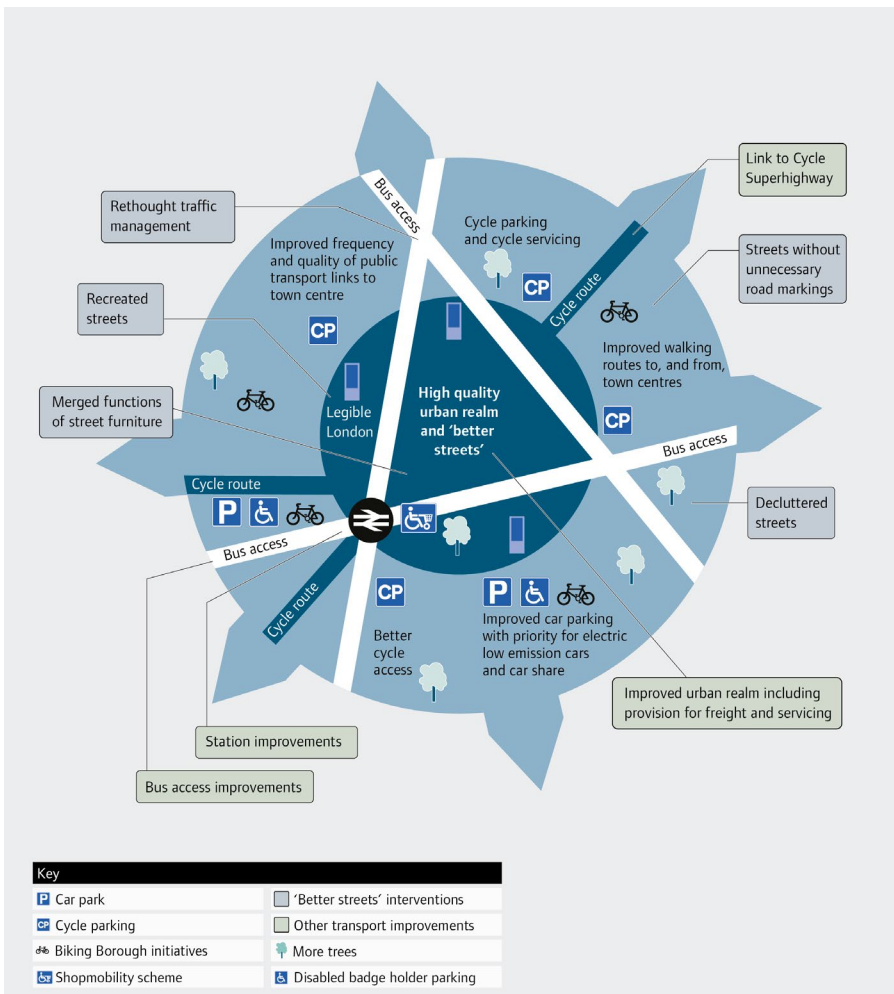 Link to Cycle
Superhighway
Bus access
Rethought traffic
management
Cycle parking
and cycle servicing
Improved frequency
and quality of public
transport links to
town centre
Streets without
unnecessary
road markings
Recreated
streets
CP
Cycle route
CP
Improved walking
routes to, and from,
town centres
High quality
urban realm
and 'better
streets'
Merged functions
of street furniture
Legible
London
CP
Bus access
Cycle route
P
Decluttered
streets
Bus access
Cycle route
CP
P
Better
cycle
access
Improved car parking
with priority for electric
low emission cars
and car share
Improved urban realm including
provision for freight and servicing
Station improvements
Bus access improvements
Key
P Car park
'Better streets' interventions
CP Cycle parking
Other transport improvements
Biking Borough initiatives
More trees
Shopmobility scheme
Disabled badge holder parking